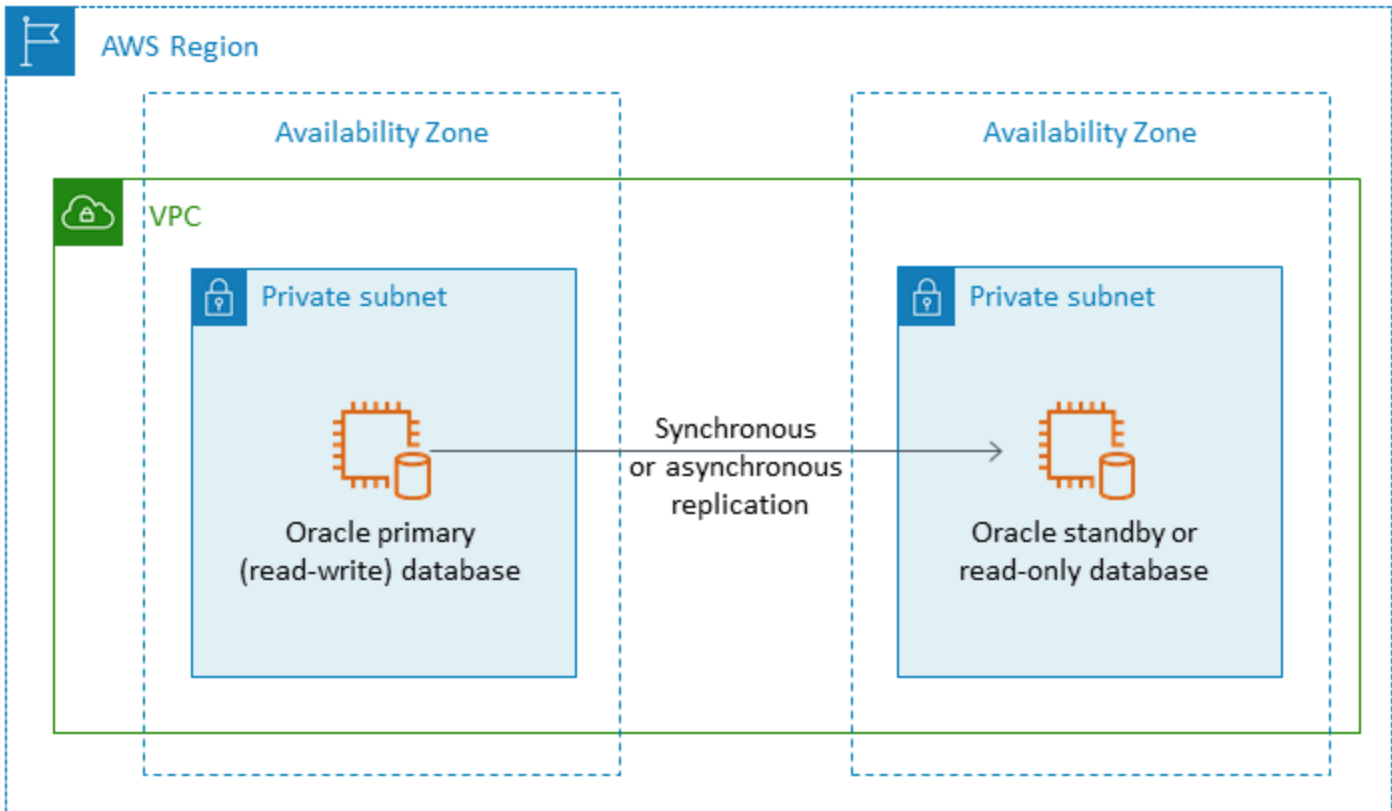 AWS Region
Availability Zone
Availability Zone
VPC
Private subnet
Private subnet
Synchronous
or asynchronous
replication
Oracle primary
(read-write) database
Oracle standby or
read-only database